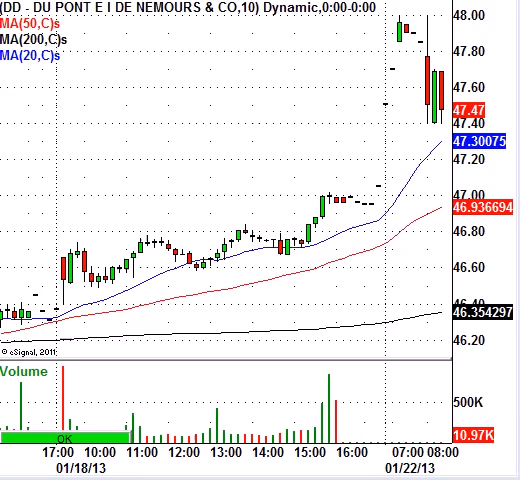 (DD - DU PONT E I DE NEMOURS & CO,10) Dynamic,0:00-0:00
MA(50,C)s
MA(200,C)s
MA(20,C)s
48.00
47.80
47.60
47.47
47.40
47.30075
47.20
47.00
46.936694
46.80
46.60
46.40
46.354297
46.20
© eSignal, 2011
Volume
500K
10.97K
OK
17:00 10:00 11:00 12:00 13:00 14:00 15:00 16:00 07:00 08:00
01/18/13 01/22/13